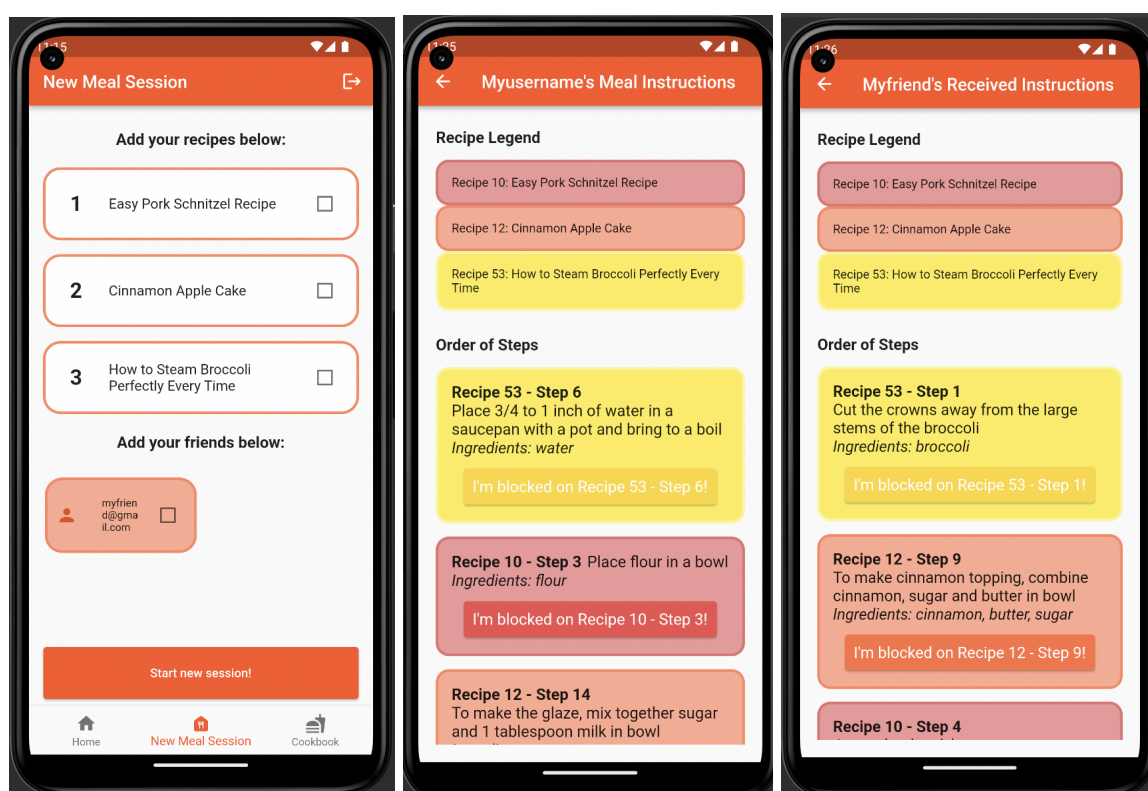 11:15
New Meal Session
Add your recipes below:
1
Easy Pork Schnitzel Recipe
2
Cinnamon Apple Cake
3
How to Steam Broccoli
Perfectly Every Time
Add your friends below:
myfrien
d@gma
il.com
Start new session!
Home
New Meal Session
Cookbook
11:25
Myusername's Meal Instructions
Recipe Legend
Recipe 10: Easy Pork Schnitzel Recipe
Recipe 12: Cinnamon Apple Cake
Recipe 53: How to Steam Broccoli Perfectly Every
Time
Order of Steps
Recipe 53 - Step 6
Place 3/4 to 1 inch of water in a
saucepan with a pot and bring to a boil
Ingredients: water
I'm blocked on Recipe 53 - Step 6!
Recipe 10 - Step 3 Place flour in a bowl
Ingredients: flour
I'm blocked on Recipe 10 - Step 3!
Recipe 12 - Step 14
To make the glaze, mix together sugar
and 1 tablespoon milk in bowl
11:26
Myfriend's Received Instructions
Recipe Legend
Recipe 10: Easy Pork Schnitzel Recipe
Recipe 12: Cinnamon Apple Cake
Recipe 53: How to Steam Broccoli Perfectly Every
Time
Order of Steps
Recipe 53 - Step 1
Cut the crowns away from the large
stems of the broccoli
Ingredients: broccoli
I'm blocked on Recipe 53 - Step 1!
Recipe 12 - Step 9
To make cinnamon topping, combine
cinnamon, sugar and butter in bowl
Ingredients: cinnamon, butter, sugar
I'm blocked on Recipe 12 - Step 9!
Recipe 10 - Step 4